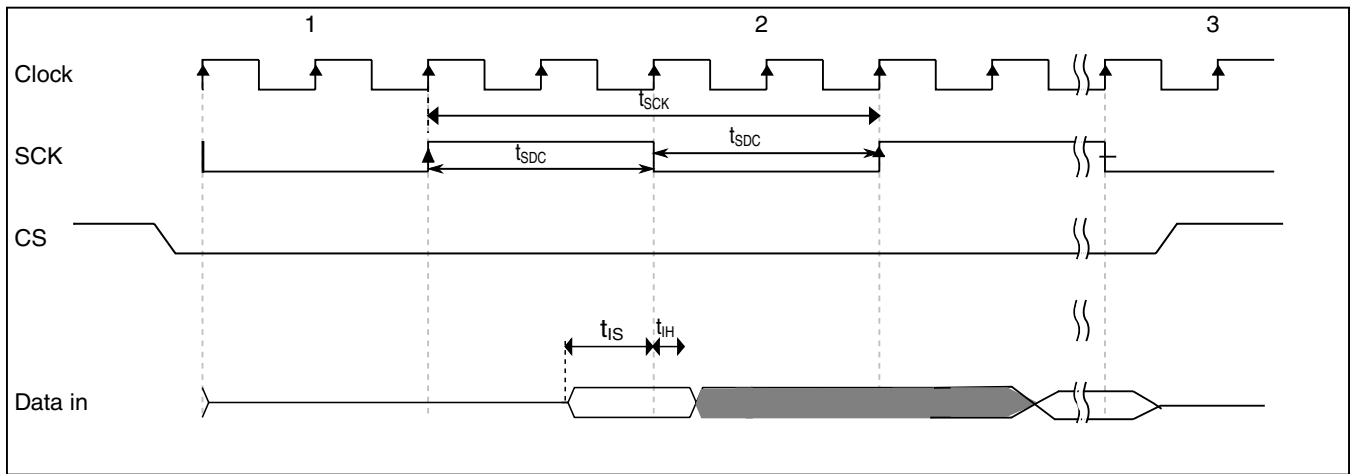 1 2 3
Clock
tSCK
SCK
tSDC tSDC
CS
tIS tIH
Data in